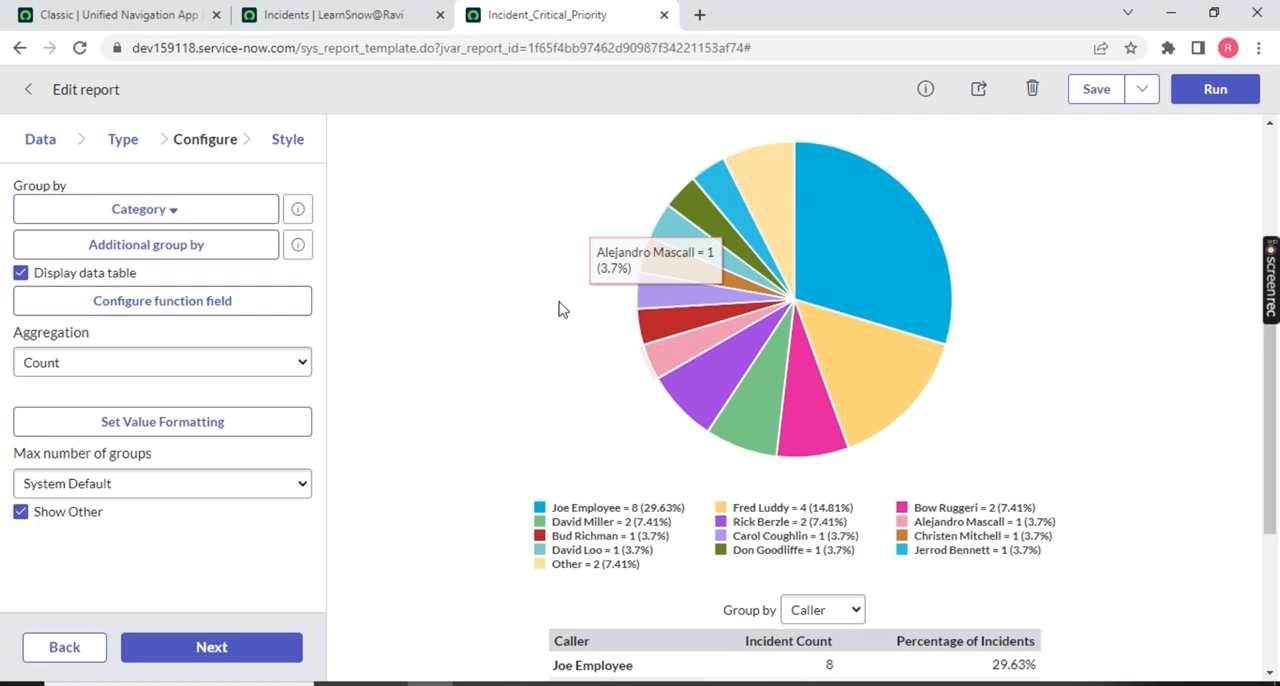 Classic | Unified Navigation App
Incidents | LearnSnow@Ravi
Incident_Critical_Priority
dev159118.service-now.com/sys_report_template.do?jvar_report_id=1f65f4bb97462d90987f34221153af74#
R
Edit report
Save
Run
Data
Type
Configure
Style
Group by
Category
Additional group by
Display data table
Configure function field
Aggregation
Count
Set Value Formatting
Max number of groups
System Default
Show Other
Back
Next
Alejandro Mascall = 1
(3.7%)
Joe Employee = 8 (29.63%)
Fred Luddy = 4 (14.81%)
Bow Ruggeri = 2 (7.41%)
David Miller = 2 (7.41%)
Rick Berzle = 2 (7.41%)
Alejandro Mascall = 1 (3.7%)
Bud Richman = 1 (3.7%)
Carol Coughlin = 1 (3.7%)
Christen Mitchell = 1 (3.7%)
David Loo = 1 (3.7%)
Don Goodliffe = 1 (3.7%)
Jerrod Bennett = 1 (3.7%)
Other = 2 (7.41%)
Group by Caller
Caller Incident Count Percentage of Incidents
Joe Employee 8 29.63%
screenrec